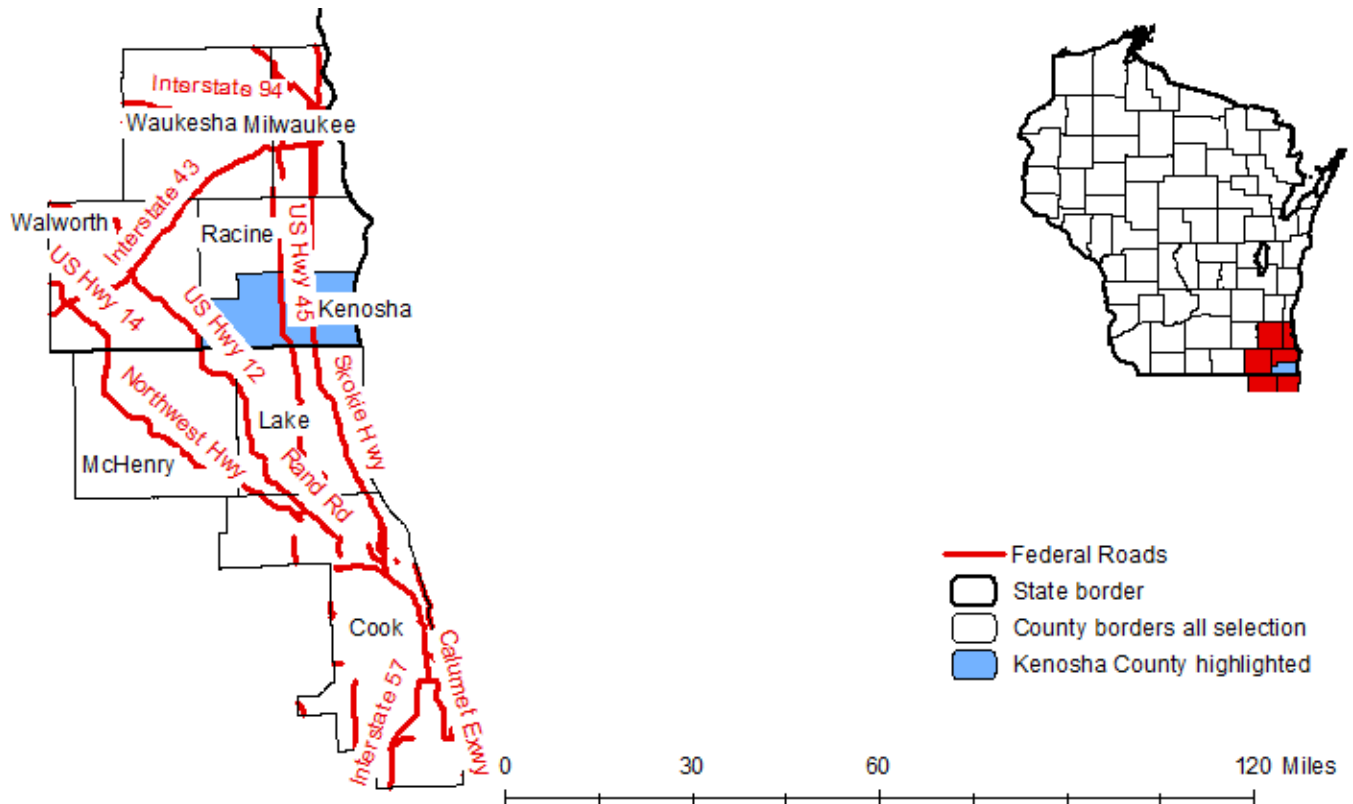 Interstate 94
Waukesha
Milwaukee
Interstate 43
Walworth
Racine
US Hwy 45
US Hwy 14
US Hwy 12
Kenosha
Skokie Hwy
Northwest Hwy
Lake
McHenry
Rand Rd
Cook
Interstate 57
Calumet Exwy
Federal Roads
State border
County borders all selection
Kenosha County highlighted
0 30 60 120 Miles